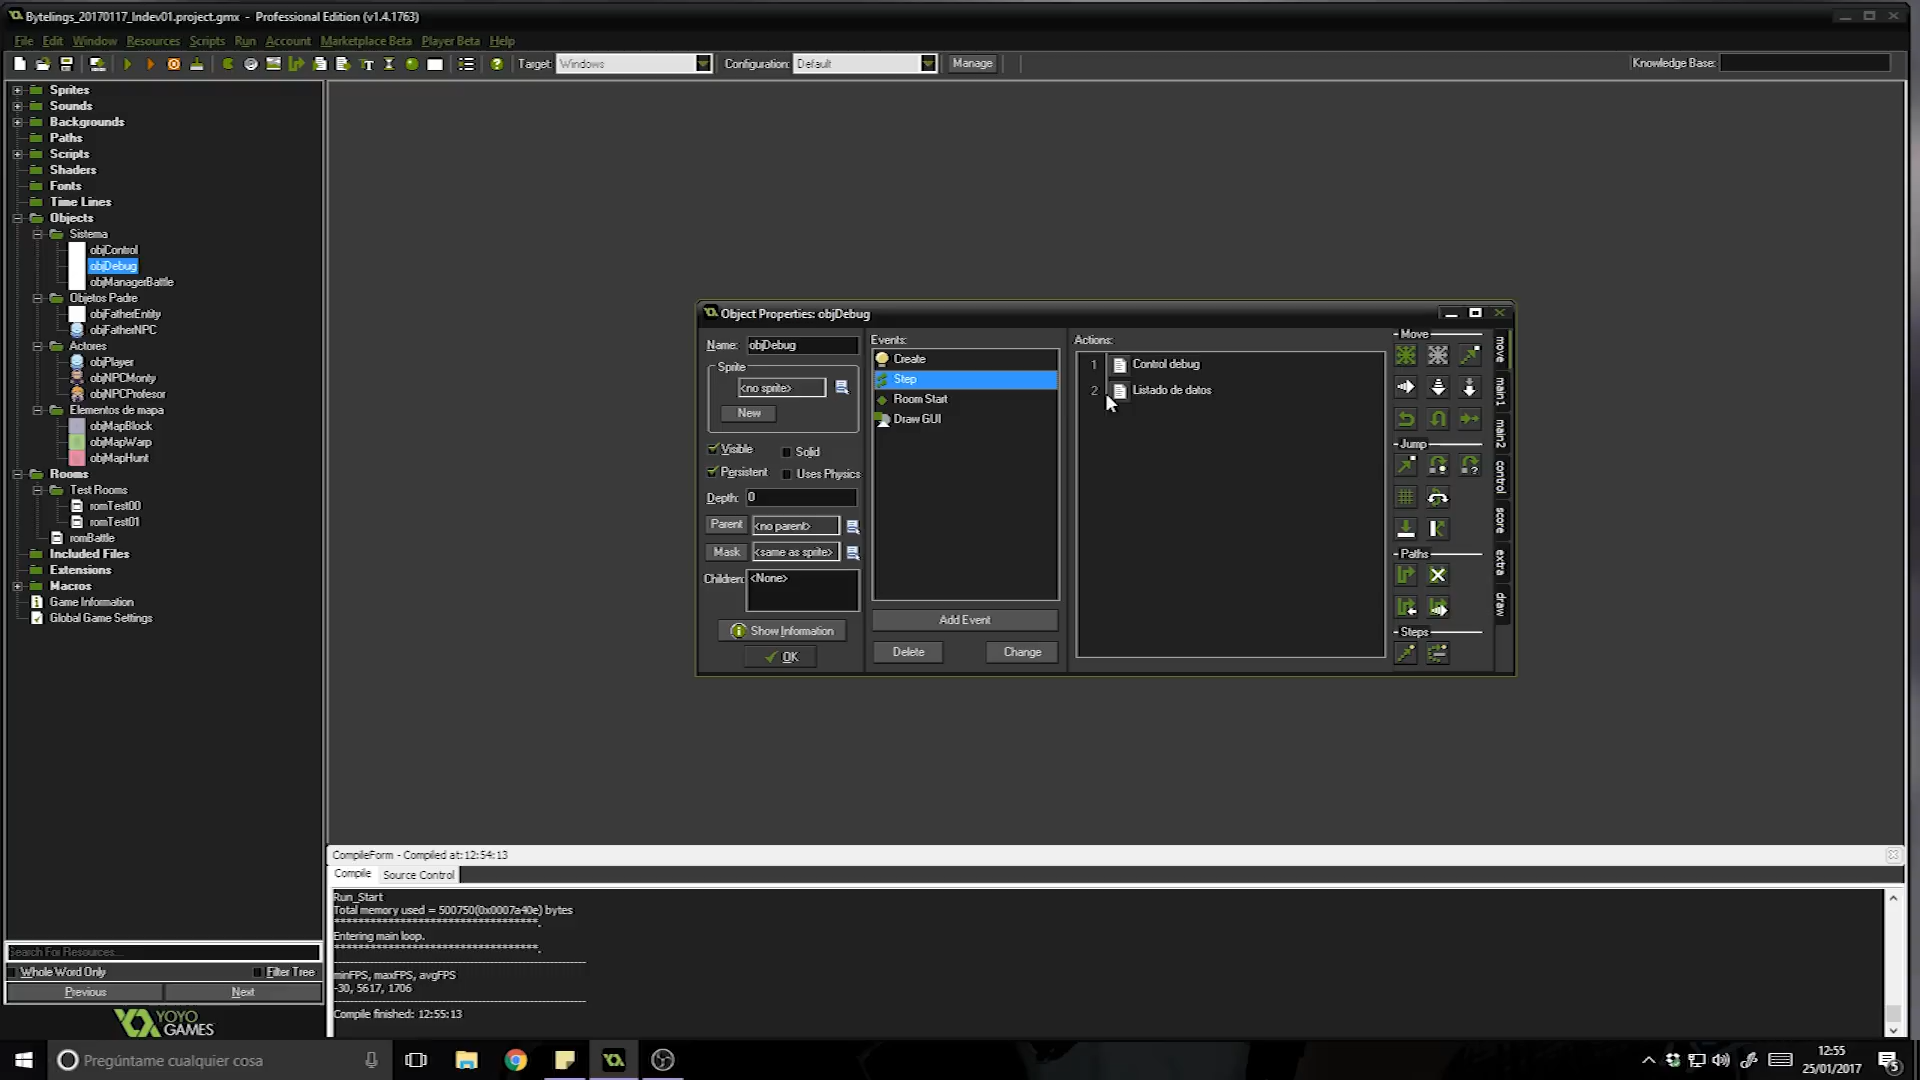 Bytelings_20170117_Indev01.project.gmx - Professional Edition (v1.4.1763)
File Edit Window Resources Scripts Run Account Marketplace Beta Player Beta Help
Target: Windows Configuration: Default Manage Knowledge Base:
Sprites
Sounds
Backgrounds
Paths
Scripts
Shaders
Fonts
Time Lines
Objects
Sistema
objControl
objDebug
objManagerBattle
Objetos Padre
objFatherEntity
objFatherNPC
Actores
objPlayer
objNPCMonty
objNPCProfesor
Elementos de mapa
objMapBlock
objMapWarp
objMapHunt
Rooms
Test Rooms
romTest00
romTest01
romBattle
Included Files
Extensions
Macros
Game Information
Global Game Settings
Search For Resources...
Whole Word Only Filter Tree
Previous Next
YOYO
GAMES
Object Properties: objDebug
Name: objDebug
Sprite
<no sprite>
New
Visible Solid
Persistent Uses Physics
Depth: 0
Parent <no parent>
Mask <same as sprite>
Children: <None>
Show Information
OK
Events:
Create
Step
Room Start
Draw GUI
Add Event
Delete Change
Actions:
1 Control debug
2 Listado de datos
Move
Jump
Paths
Steps
move
main1
main2
control
score
extra
draw
CompileForm - Compiled at:12:54:13
Compile Source Control
Run_Start
Total memory used = 500750(0x0007a40e) bytes
**********************************.
Entering main loop.
**********************************.
minFPS, maxFPS, avgFPS
-30, 5617, 1706
Compile finished: 12:55:13
Pregúntame cualquier cosa
12:55
25/01/2017
5